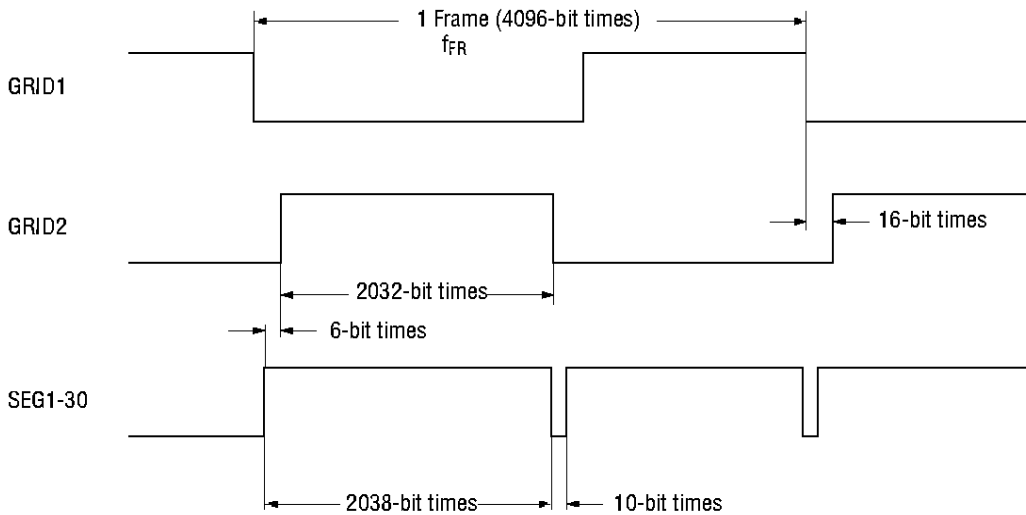 1 Frame (4096-bit times)
fFR
GRID1
GRID2
16-bit times
2032-bit times
6-bit times
SEG1-30
2038-bit times
10-bit times